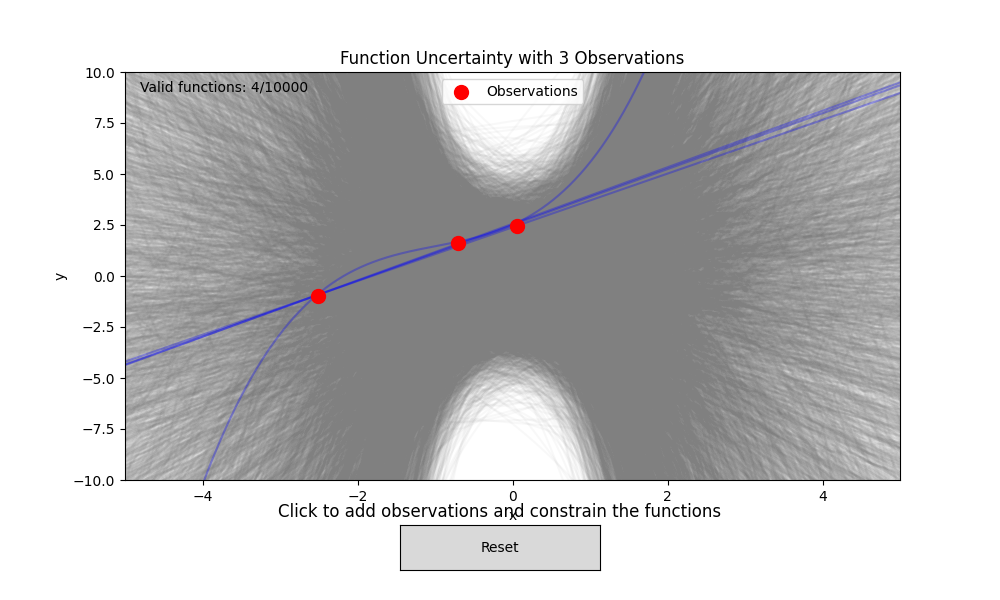 Function Uncertainty with 3 Observations
Valid functions: 4/10000
Observations
10.0
7.5
5.0
2.5
0.0
−2.5
−5.0
−7.5
−10.0
y
−4
−2
0
2
4
x
Click to add observations and constrain the functions
Reset